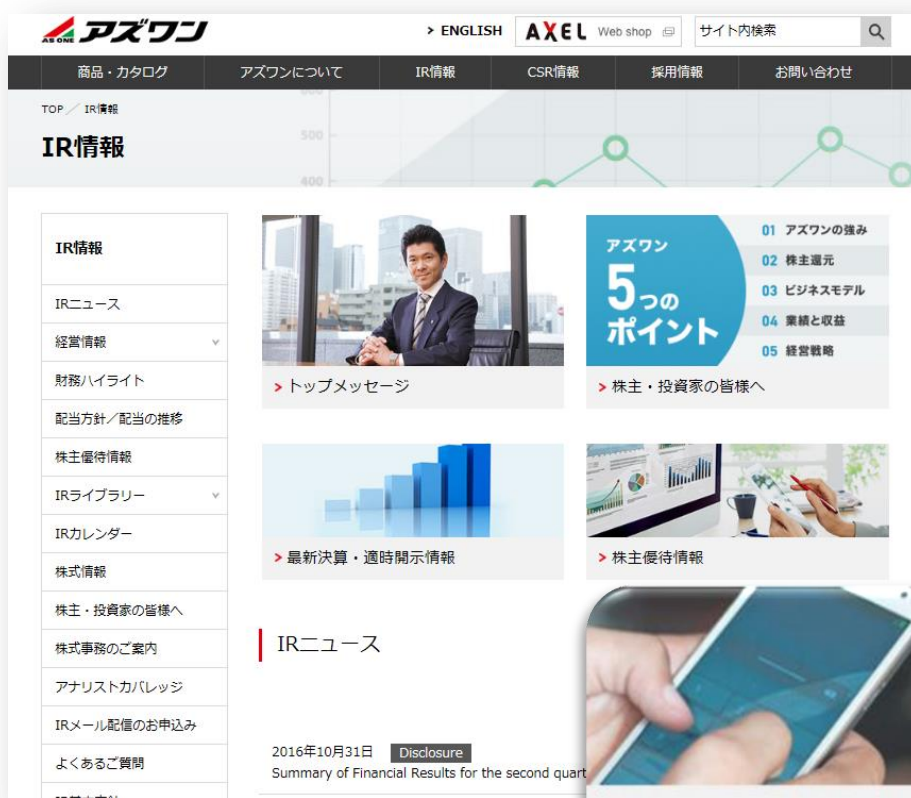 AS ONE アズワン
> ENGLISH
AXEL Web shop
サイト内検索
商品・カタログ
アズワンについて
IR情報
CSR情報
採用情報
お問い合わせ
TOP／ IR情報
IR情報
600
500
400
IR情報
IRニュース
経営情報
財務ハイライト
配当方針／配当の推移
株主優待情報
IRライブラリー
IRカレンダー
株式情報
株主・投資家の皆様へ
株式事務のご案内
アナリストカバレッジ
IRメール配信のお申込み
よくあるご質問
アズワン
5つの
ポイント
01 アズワンの強み
02 株主還元
03 ビジネスモデル
04 業績と収益
05 経営戦略
> トップメッセージ
> 株主・投資家の皆様へ
> 最新決算・適時開示情報
> 株主優待情報
IRニュース
2016年10月31日 Disclosure
Summary of Financial Results for the second quart